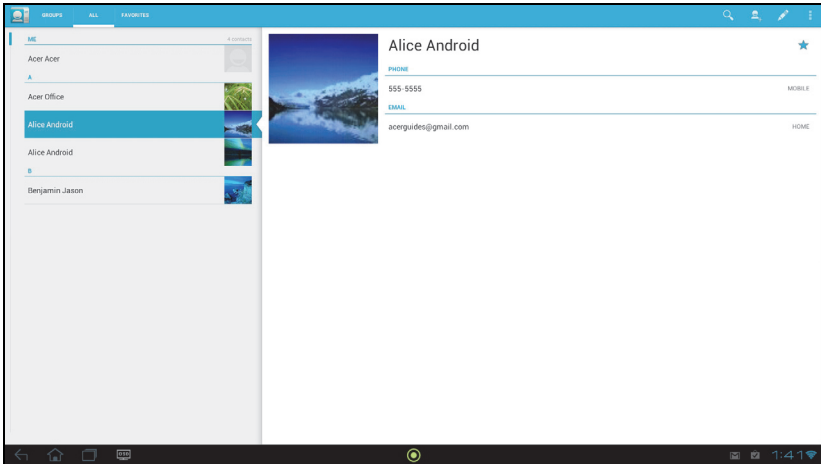 GROUPS ALL FAVORITES
ME 4 contacts
Acer Acer
A
Acer Office
Alice Android
Alice Android
B
Benjamin Jason
Alice Android
PHONE
555-5555 MOBILE
EMAIL
acerguides@gmail.com HOME
1:41